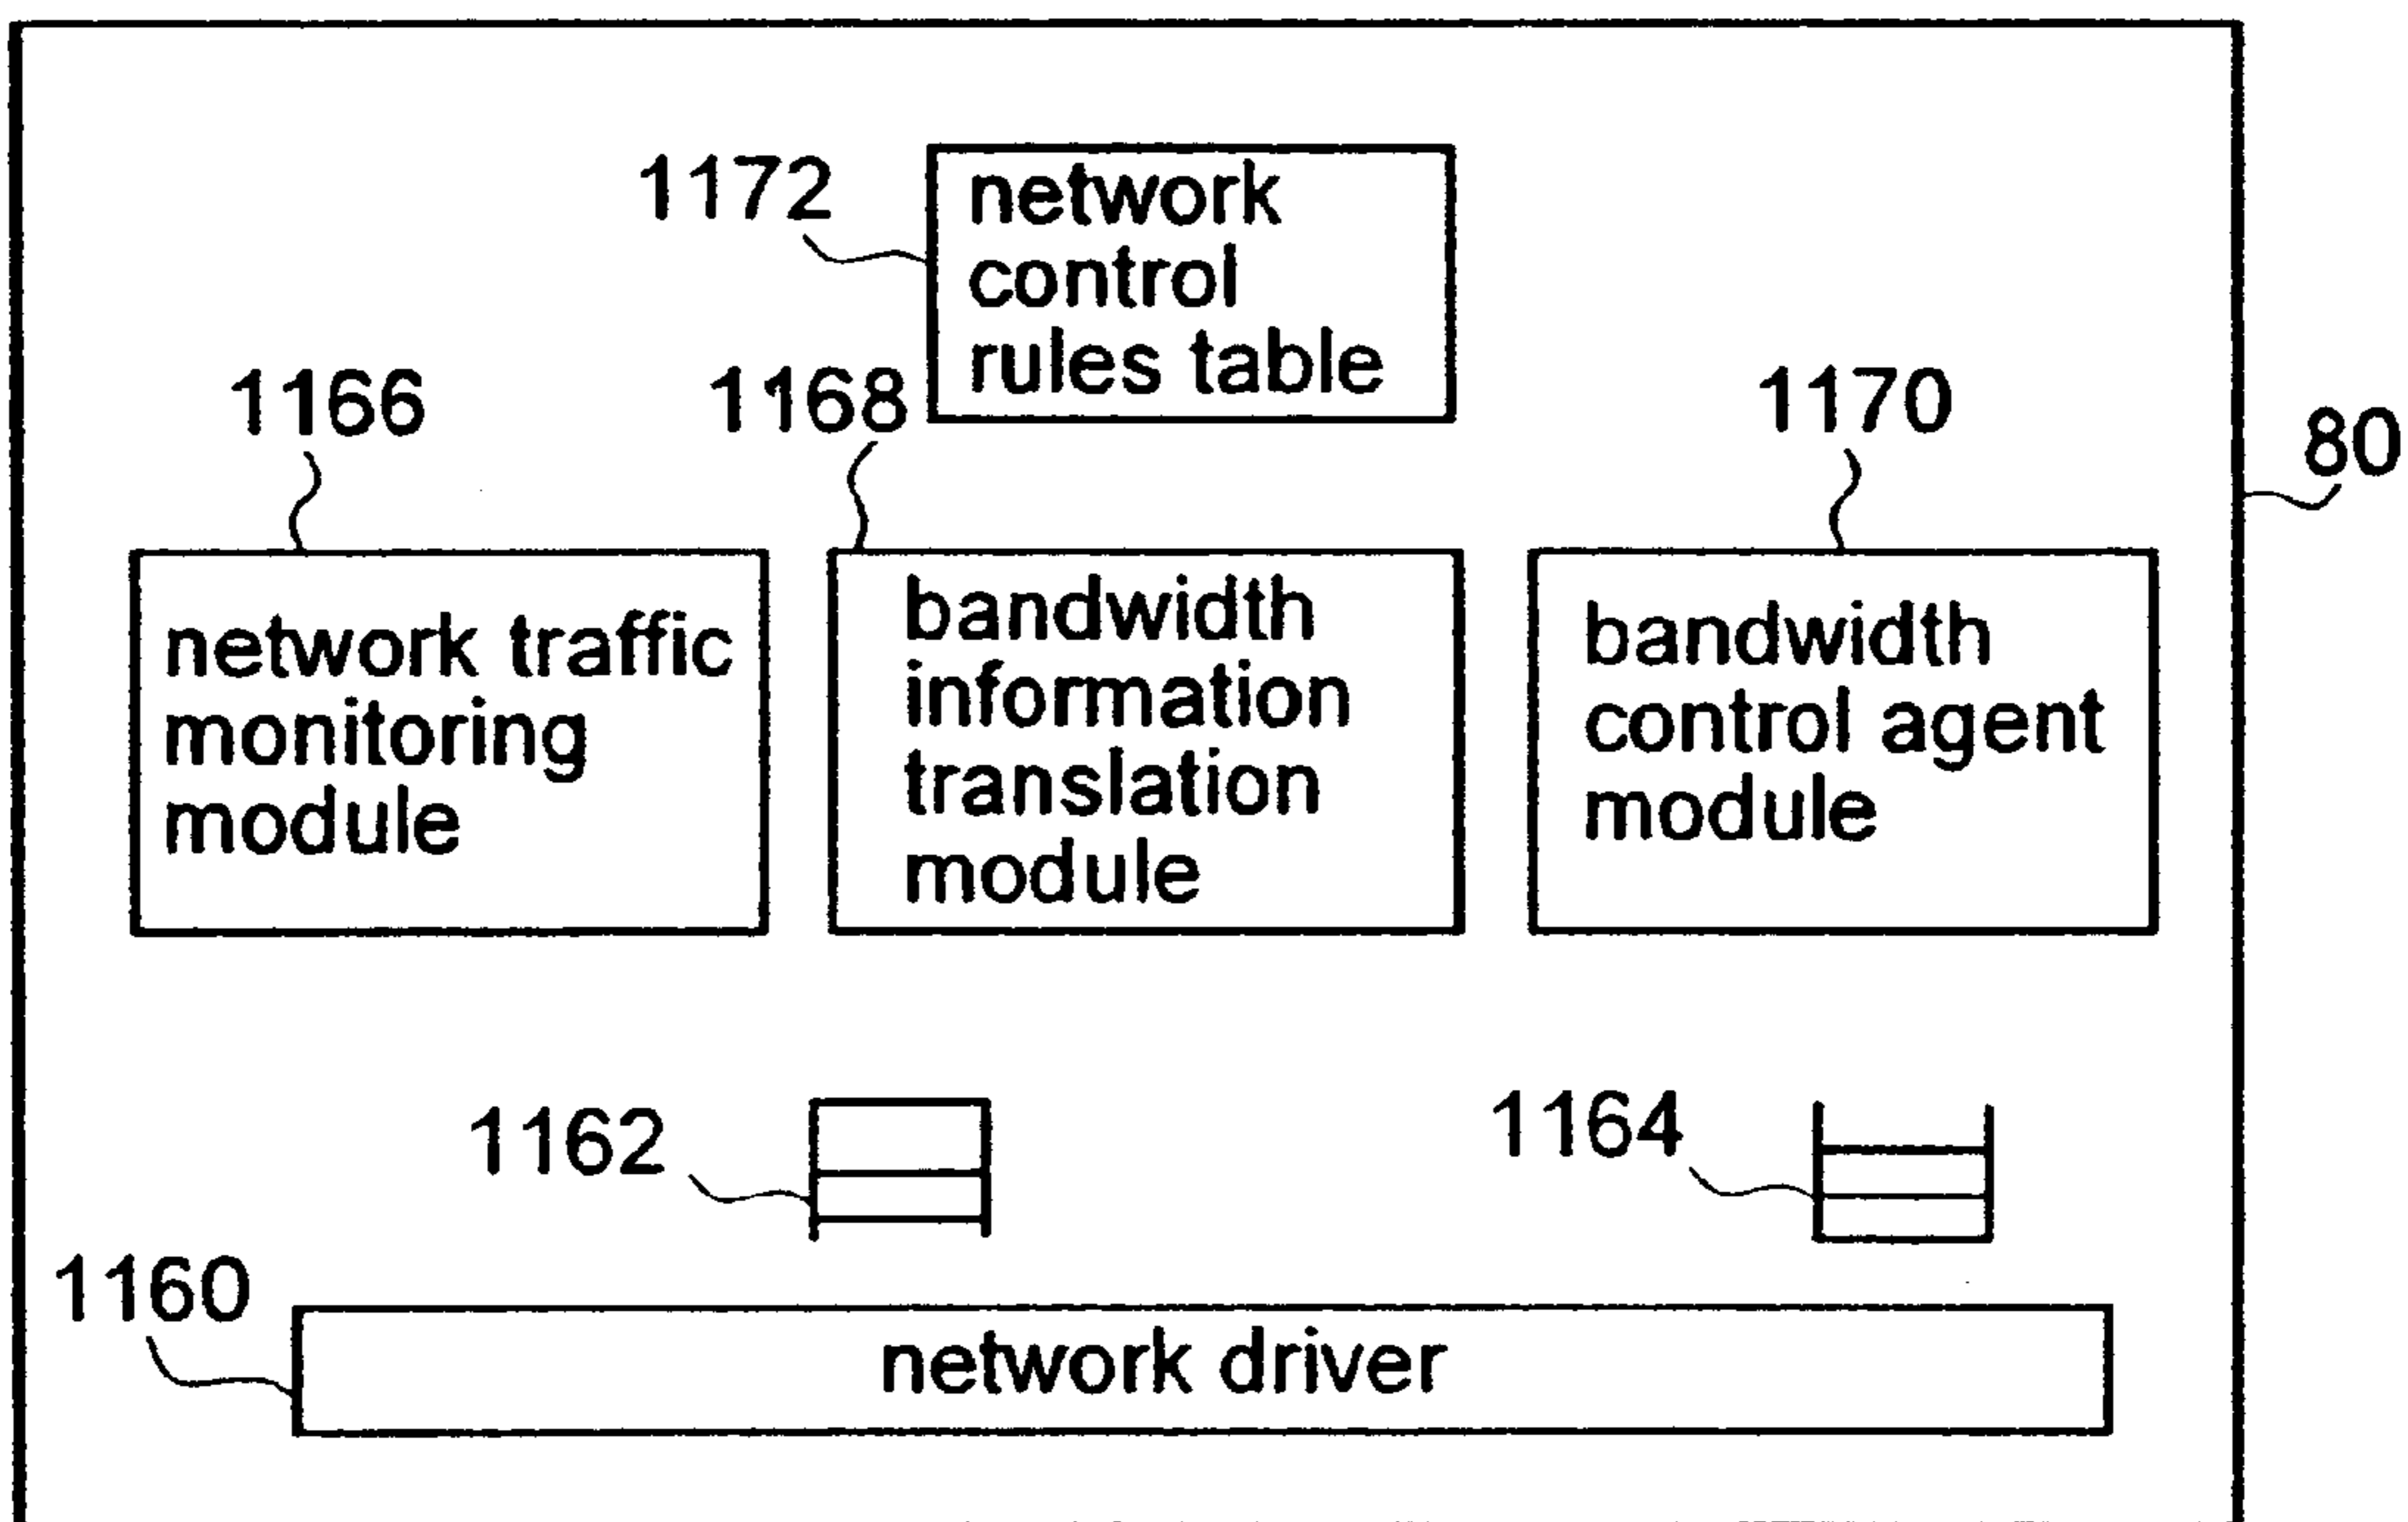 1172
network
control
rules table
1166
1168
1170
80
network traffic
monitoring
module
bandwidth
information
translation
module
bandwidth
control agent
module
1162
1164
1160
network driver